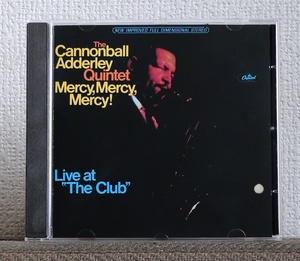 NEW IMPROVED FULL DIMENSIONAL STEREO
The
Cannonball
Adderley
Quintet
Mercy, Mercy,
Mercy!
Capitol
Live at
"The Club"